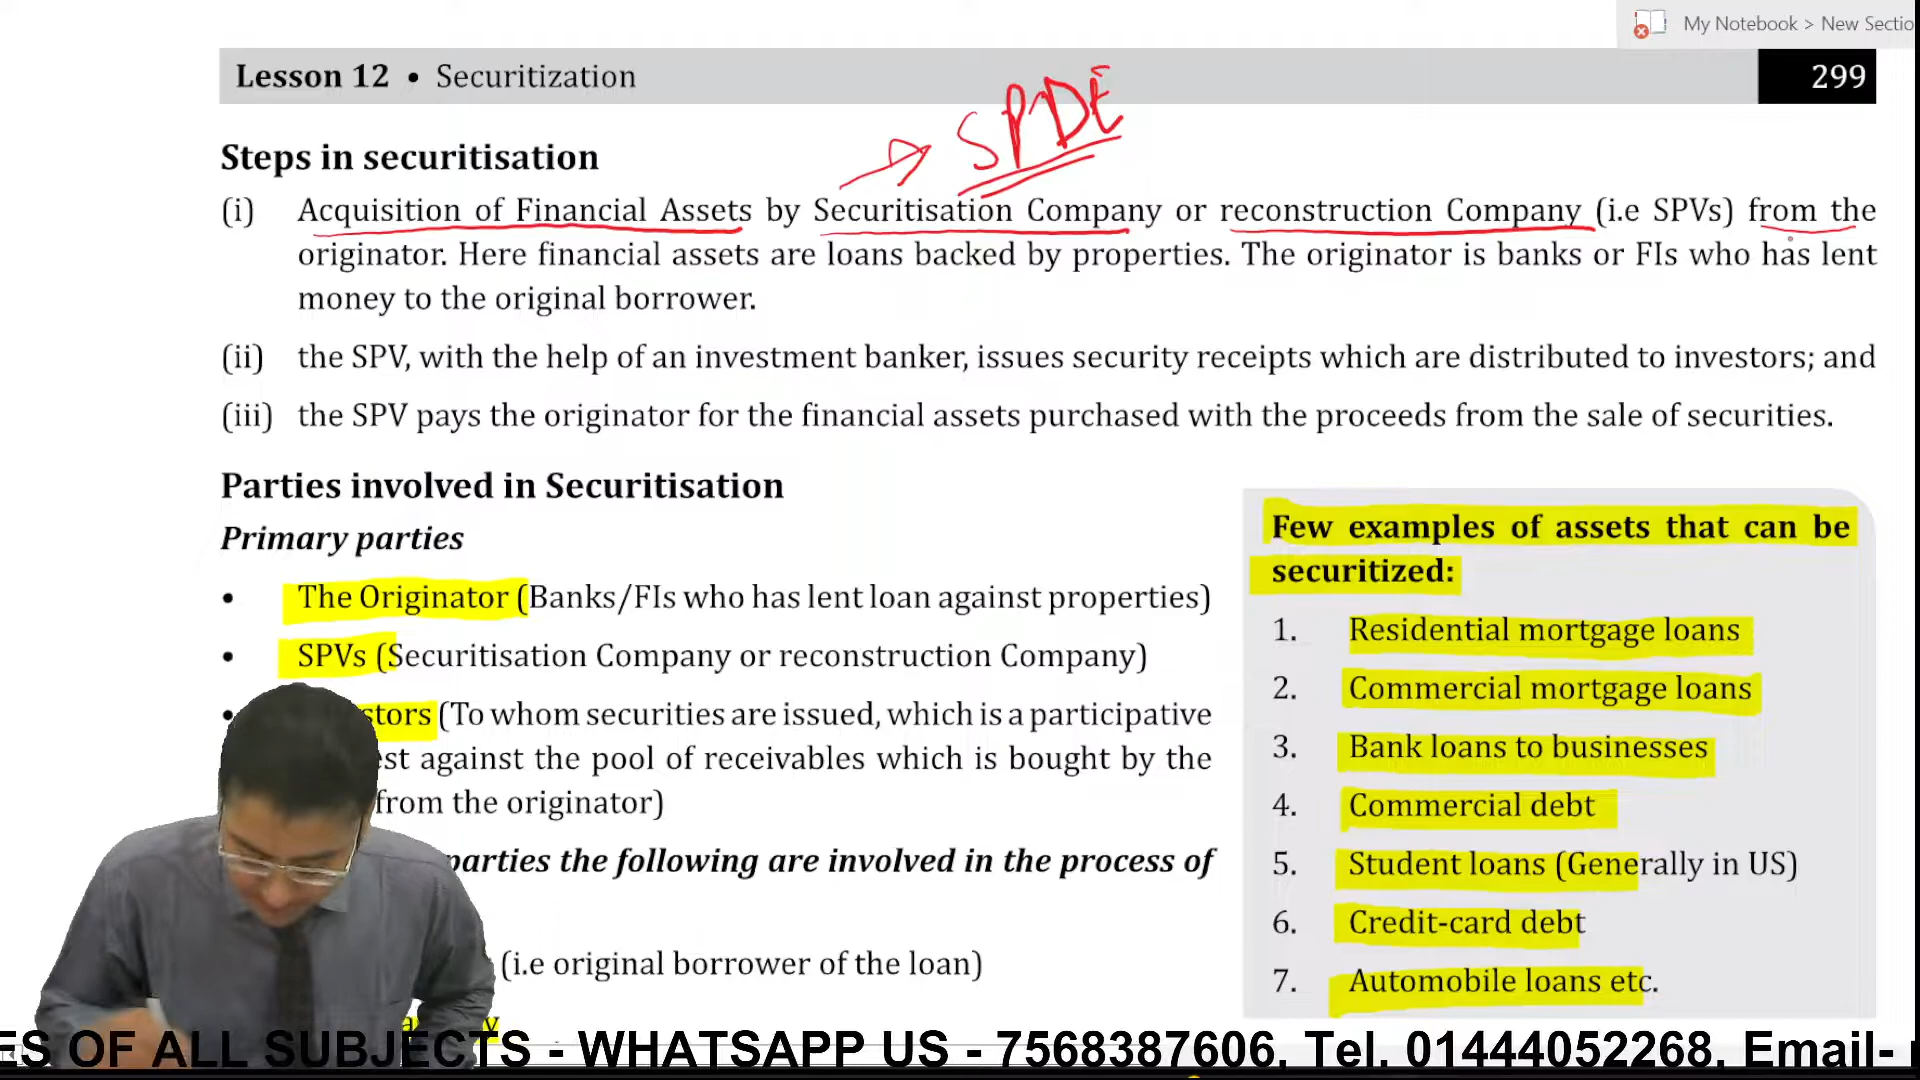 My Notebook > New Sectio
Lesson 12 • Securitization
299
SPDE
Steps in securitisation
(i) Acquisition of Financial Assets by Securitisation Company or reconstruction Company (i.e SPVs) from the
originator. Here financial assets are loans backed by properties. The originator is banks or FIs who has lent
money to the original borrower.
(ii) the SPV, with the help of an investment banker, issues security receipts which are distributed to investors; and
(iii) the SPV pays the originator for the financial assets purchased with the proceeds from the sale of securities.
Parties involved in Securitisation
Primary parties
• The Originator (Banks/FIs who has lent loan against properties)
• SPVs (Securitisation Company or reconstruction Company)
stors (To whom securities are issued, which is a participative
est against the pool of receivables which is bought by the
from the originator)
parties the following are involved in the process of
(i.e original borrower of the loan)
Few examples of assets that can be
securitized:
1. Residential mortgage loans
2. Commercial mortgage loans
3. Bank loans to businesses
4. Commercial debt
5. Student loans (Generally in US)
6. Credit-card debt
7. Automobile loans etc.
ES OF ALL SUBJECTS - WHATSAPP US - 7568387606, Tel. 01444052268, Email-